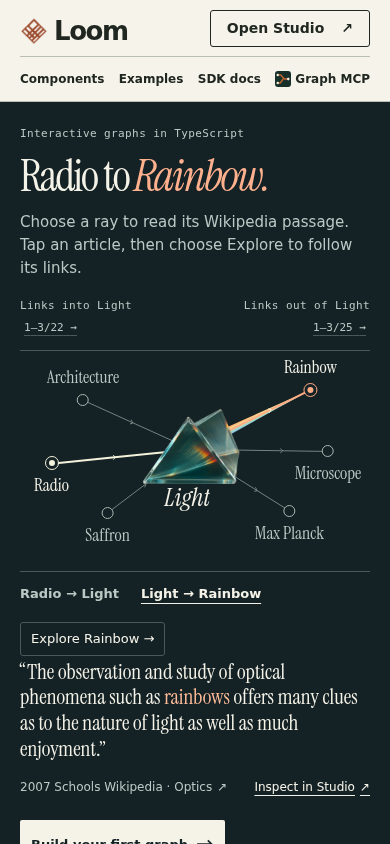 Loom
Open Studio ↗
Components Examples SDK docs Graph MCP
Interactive graphs in TypeScript
Radio to Rainbow.
Choose a ray to read its Wikipedia passage.
Tap an article, then choose Explore to follow
its links.
Links into Light Links out of Light
1–3/22 → 1–3/25 →
Rainbow
Architecture
Microscope
Radio
Light
Saffron
Max Planck
Radio → Light Light → Rainbow
Explore Rainbow →
“The observation and study of optical
phenomena such as rainbows offers many clues
as to the nature of light as well as much
enjoyment.”
2007 Schools Wikipedia · Optics ↗ Inspect in Studio ↗
Build your first graph →